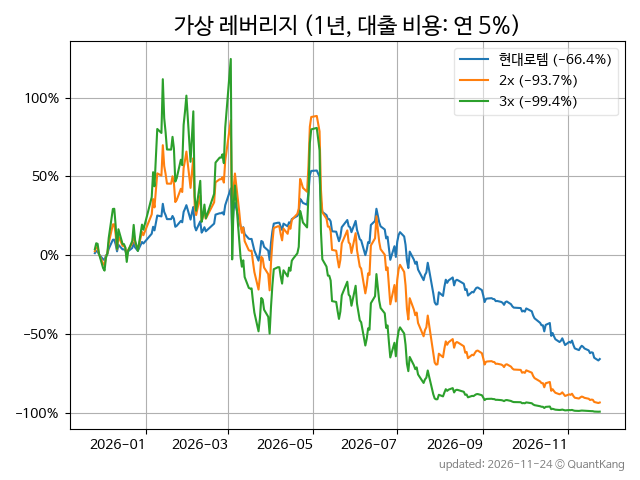 가상 레버리지 (1년, 대출 비용: 연 5%)
현대로템 (−66.4%)
2x (−93.7%)
3x (−99.4%)
100%
50%
0%
−50%
−100%
2026-01 2026-03 2026-05 2026-07 2026-09 2026-11
updated: 2026-11-24 © QuantKang